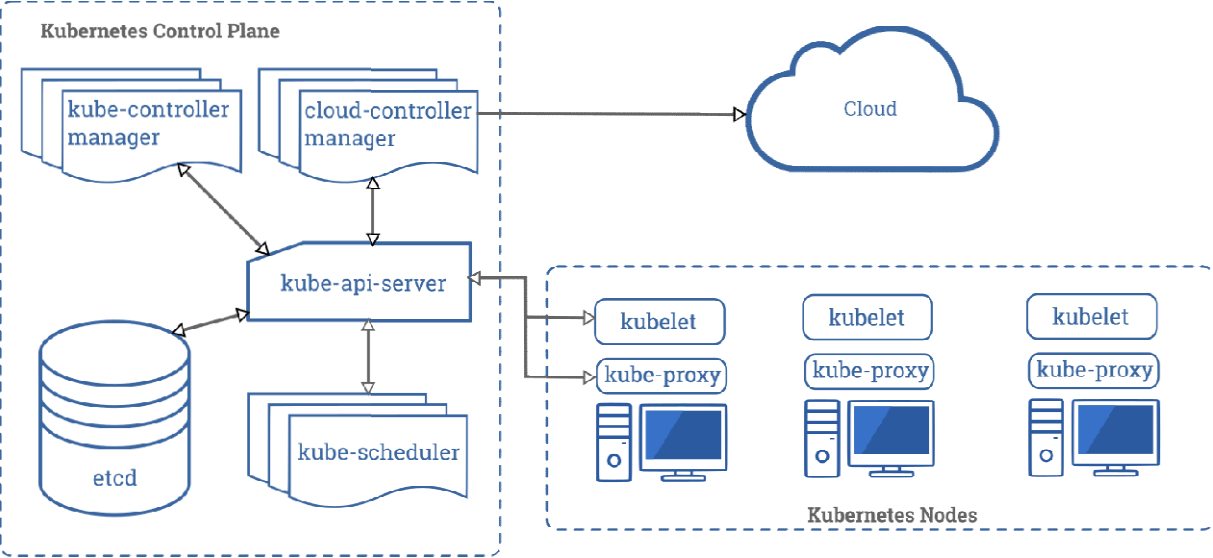 Kubernetes Control Plane
kube-controller
manager
cloud-controller
manager
Cloud
kube-api-server
etcd
kube-scheduler
kubelet
kubelet
kubelet
kube-proxy
kube-proxy
kube-proxy
Kubernetes Nodes